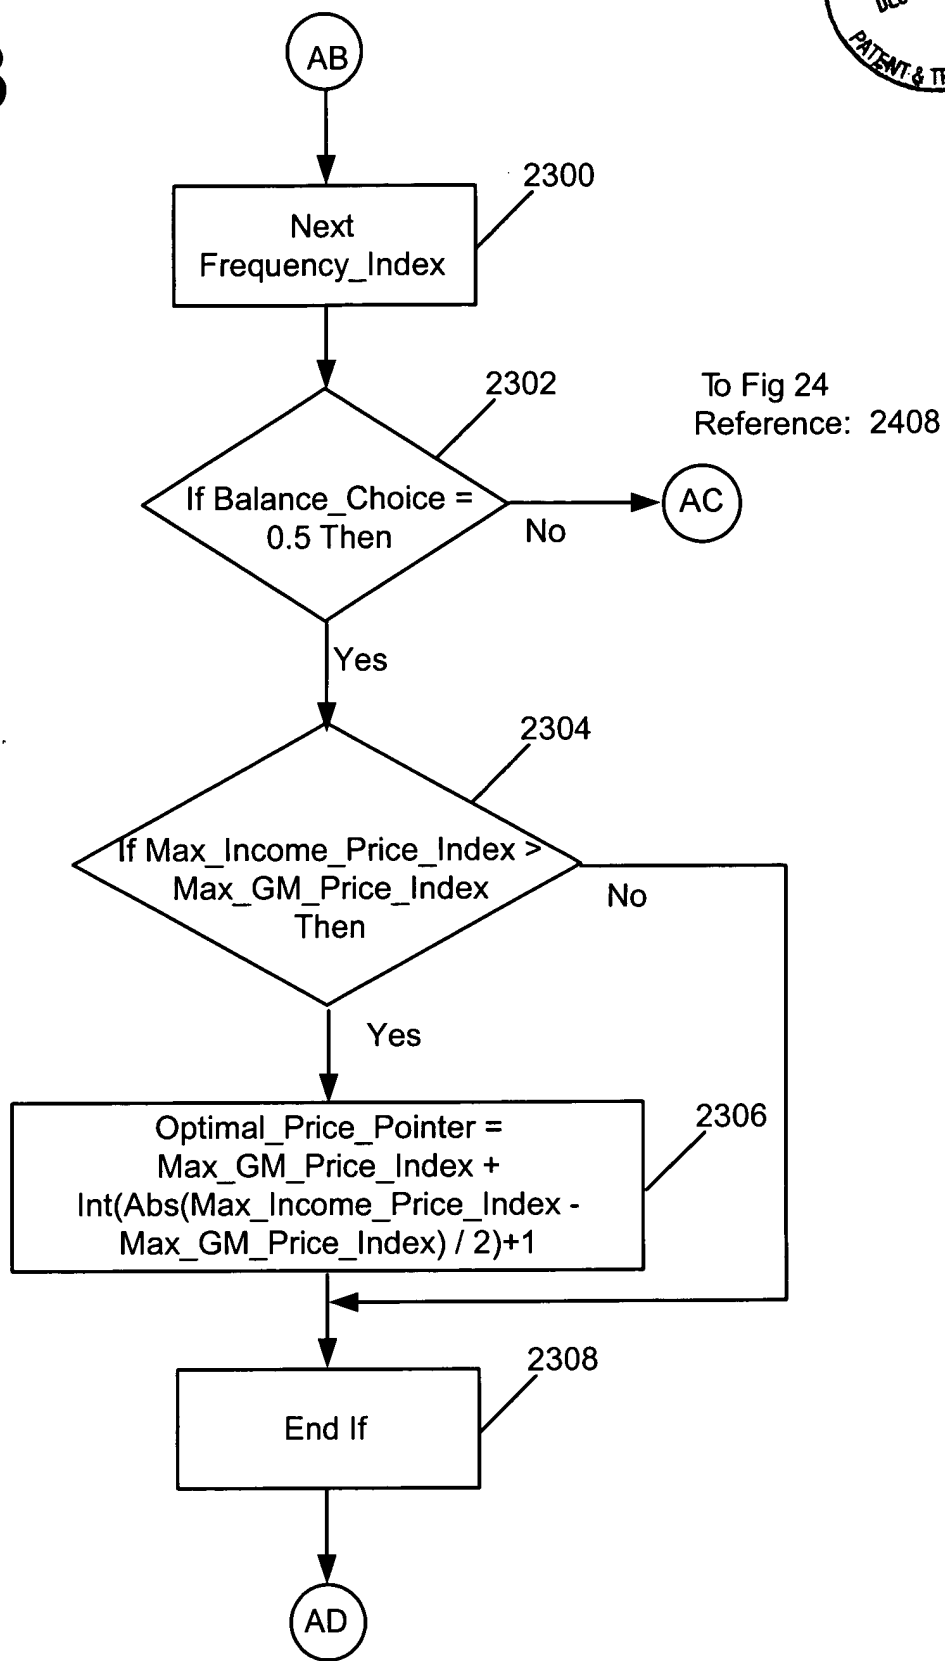 AB
2300
Next
Frequency_Index
2302
To Fig 24
Reference: 2408
If Balance_Choice =
0.5 Then
No
AC
Yes
2304
If Max_Income_Price_Index >
Max_GM_Price_Index
Then
No
Yes
2306
Optimal_Price_Pointer =
Max_GM_Price_Index +
Int(Abs(Max_Income_Price_Index -
Max_GM_Price_Index) / 2)+1
2308
End If
AD
PATENT &